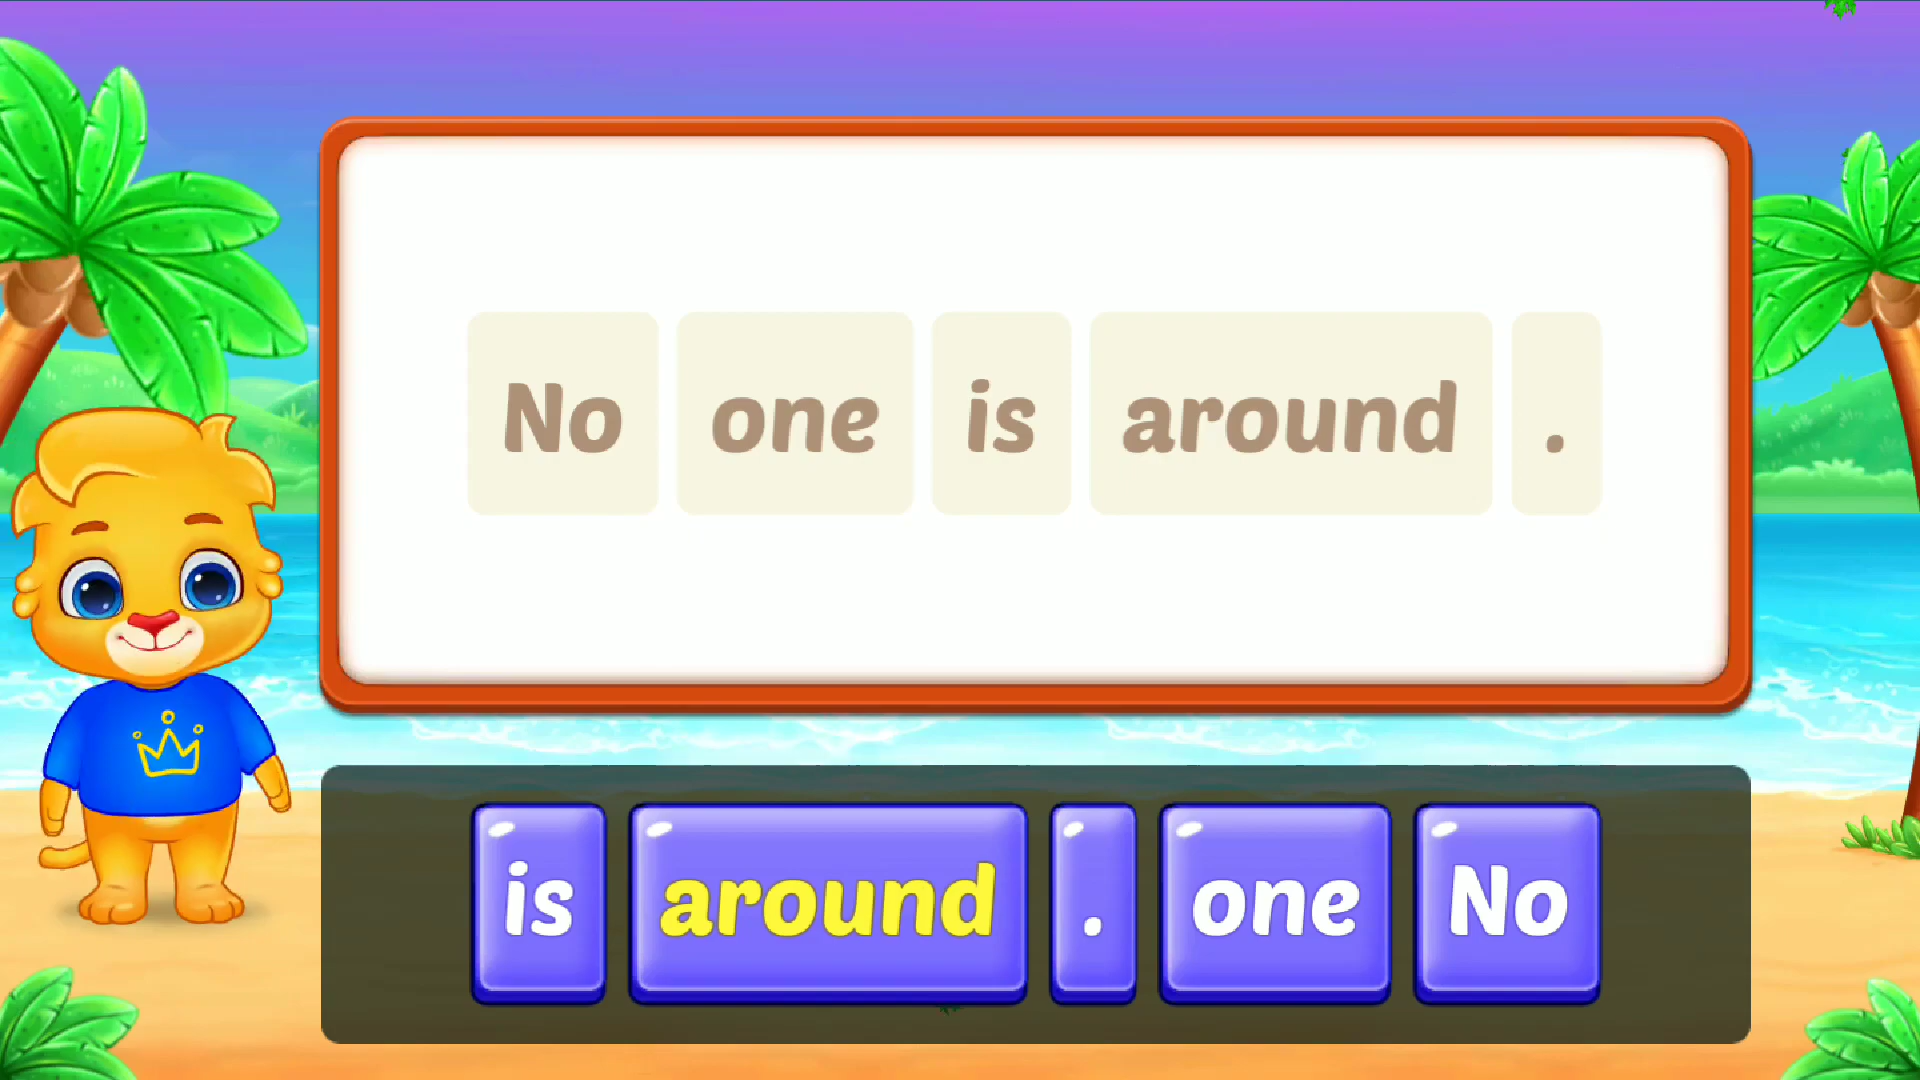 No one is around .
is around . one No